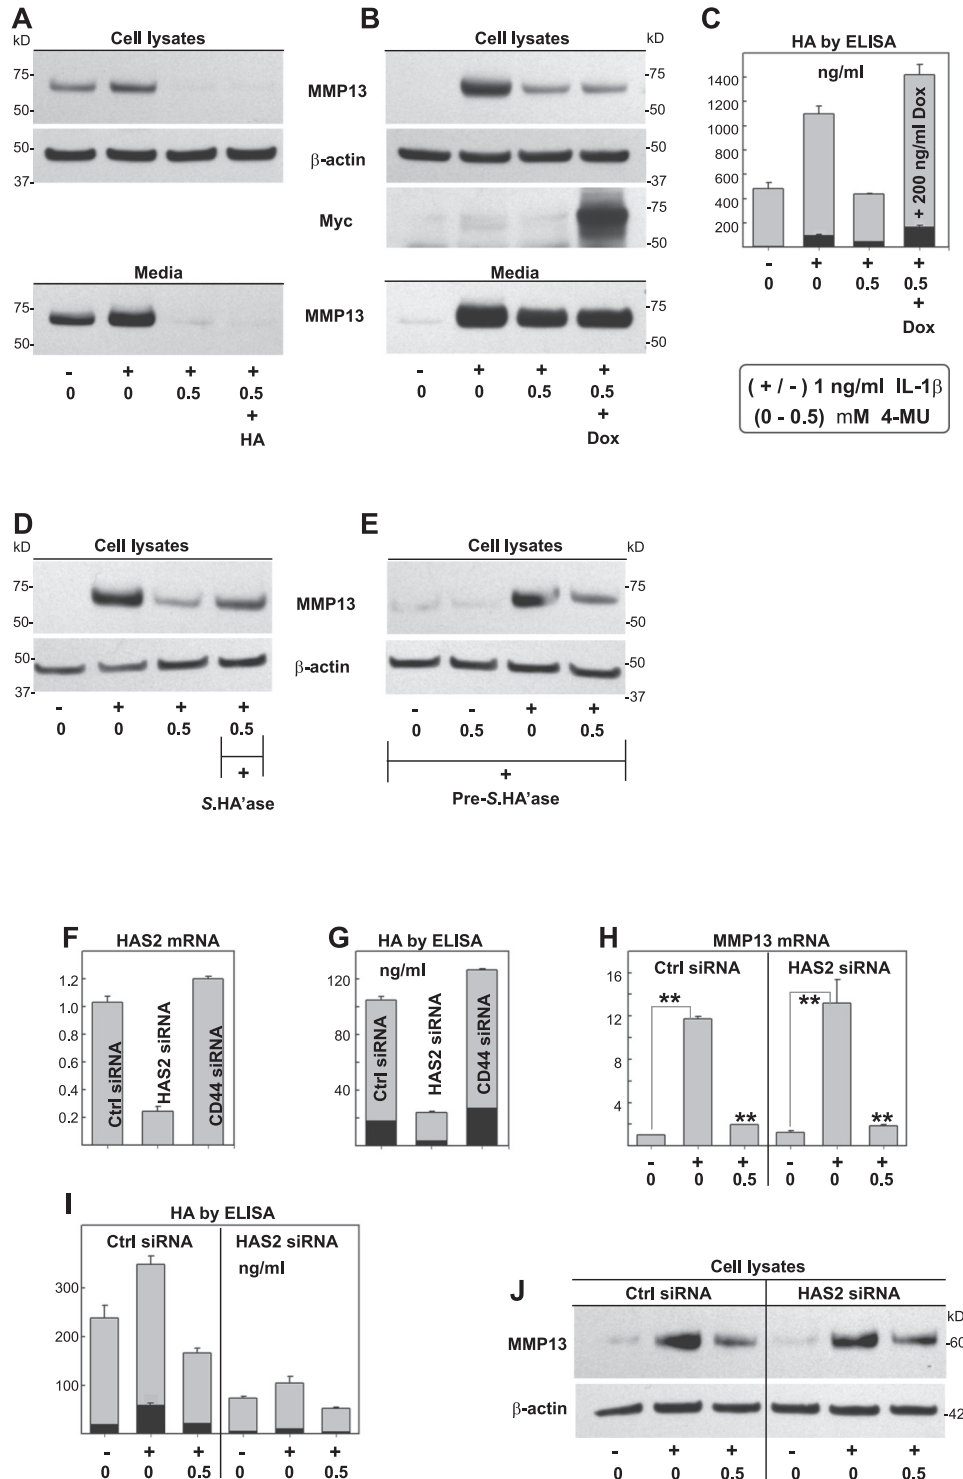 A
kD
Cell lysates
75-
50-
MMP13
50-
37-
β-actin
Media
75-
50-
MMP13
- + + +
0 0 0.5 0.5
+
HA
B
Cell lysates
kD
-75
-50
-50
-37
Myc
-75
-50
Media
-75
-50
- + + +
0 0 0.5 0.5
+
Dox
C
HA by ELISA
ng/ml
1400
1200
1000
800
600
400
200
+ 200 ng/ml Dox
- + + +
0 0 0.5 0.5
+
Dox
( + / - ) 1 ng/ml IL-1β
(0 - 0.5) mM 4-MU
D
kD
Cell lysates
75-
50-
MMP13
50-
37-
β-actin
- + + +
0 0 0.5 0.5
+
S.HA'ase
E
Cell lysates
kD
-75
-50
-50
-37
- - + +
0 0.5 0 0.5
+
Pre-S.HA'ase
F
HAS2 mRNA
1.2
1.0
0.8
0.6
0.4
0.2
Ctrl siRNA
HAS2 siRNA
CD44 siRNA
G
HA by ELISA
ng/ml
120
80
40
Ctrl siRNA
HAS2 siRNA
CD44 siRNA
H
MMP13 mRNA
Ctrl siRNA HAS2 siRNA
16
12
8
4
** **
** **
- + + - + +
0 0 0.5 0 0 0.5
I
HA by ELISA
Ctrl siRNA HAS2 siRNA
ng/ml
300
200
100
- + + - + +
0 0 0.5 0 0 0.5
J
Cell lysates
Ctrl siRNA HAS2 siRNA
kD
MMP13
-60
β-actin
-42
- + + - + +
0 0 0.5 0 0 0.5